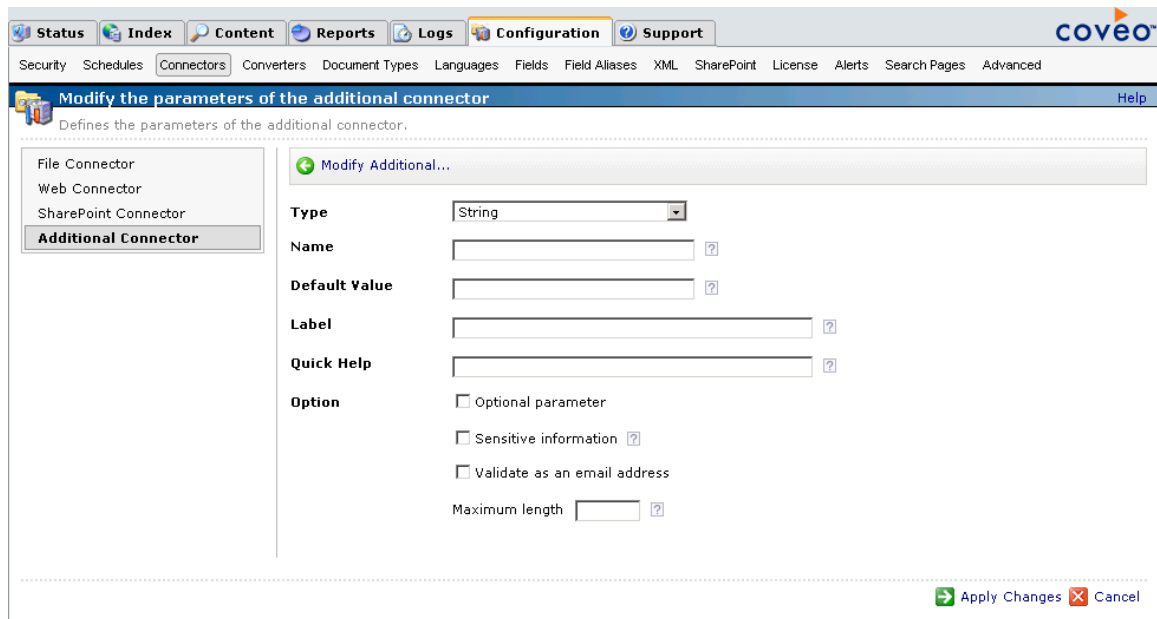 Status Index Content Reports Logs Configuration Support coveo
Security Schedules Connectors Converters Document Types Languages Fields Field Aliases XML SharePoint License Alerts Search Pages Advanced
Modify the parameters of the additional connector Help
Defines the parameters of the additional connector.
File Connector
Web Connector
SharePoint Connector
Additional Connector
Modify Additional...
Type String
Name ?
Default Value ?
Label ?
Quick Help ?
Option Optional parameter
Sensitive information ?
Validate as an email address
Maximum length ?
Apply Changes Cancel